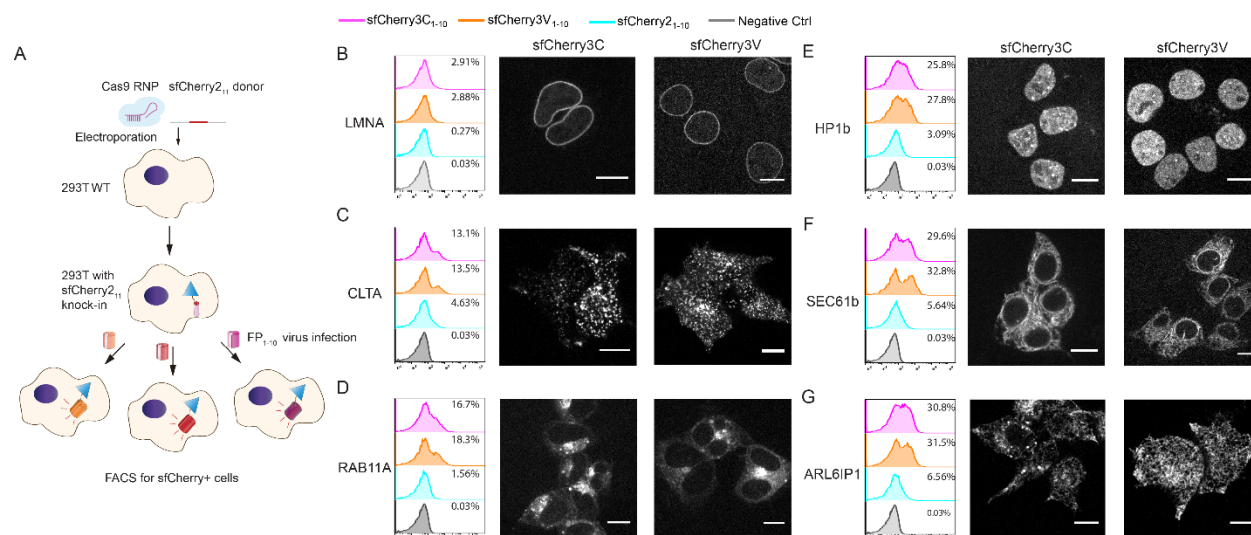 sfCherry3C1-10 sfCherry3V1-10 sfCherry21-10 Negative Ctrl
A
Cas9 RNP sfCherry211 donor
Electroporation
293T WT
293T with
sfCherry211
knock-in
FP1-10 virus infection
FACS for sfCherry+ cells
B
sfCherry3C sfCherry3V
LMNA
2.91%
2.88%
0.27%
0.03%
C
CLTA
13.1%
13.5%
4.63%
0.03%
D
RAB11A
16.7%
18.3%
1.56%
0.03%
E
sfCherry3C sfCherry3V
HP1b
25.8%
27.8%
3.09%
0.03%
F
SEC61b
29.6%
32.8%
5.64%
0.03%
G
ARL6IP1
30.8%
31.5%
6.56%
0.03%